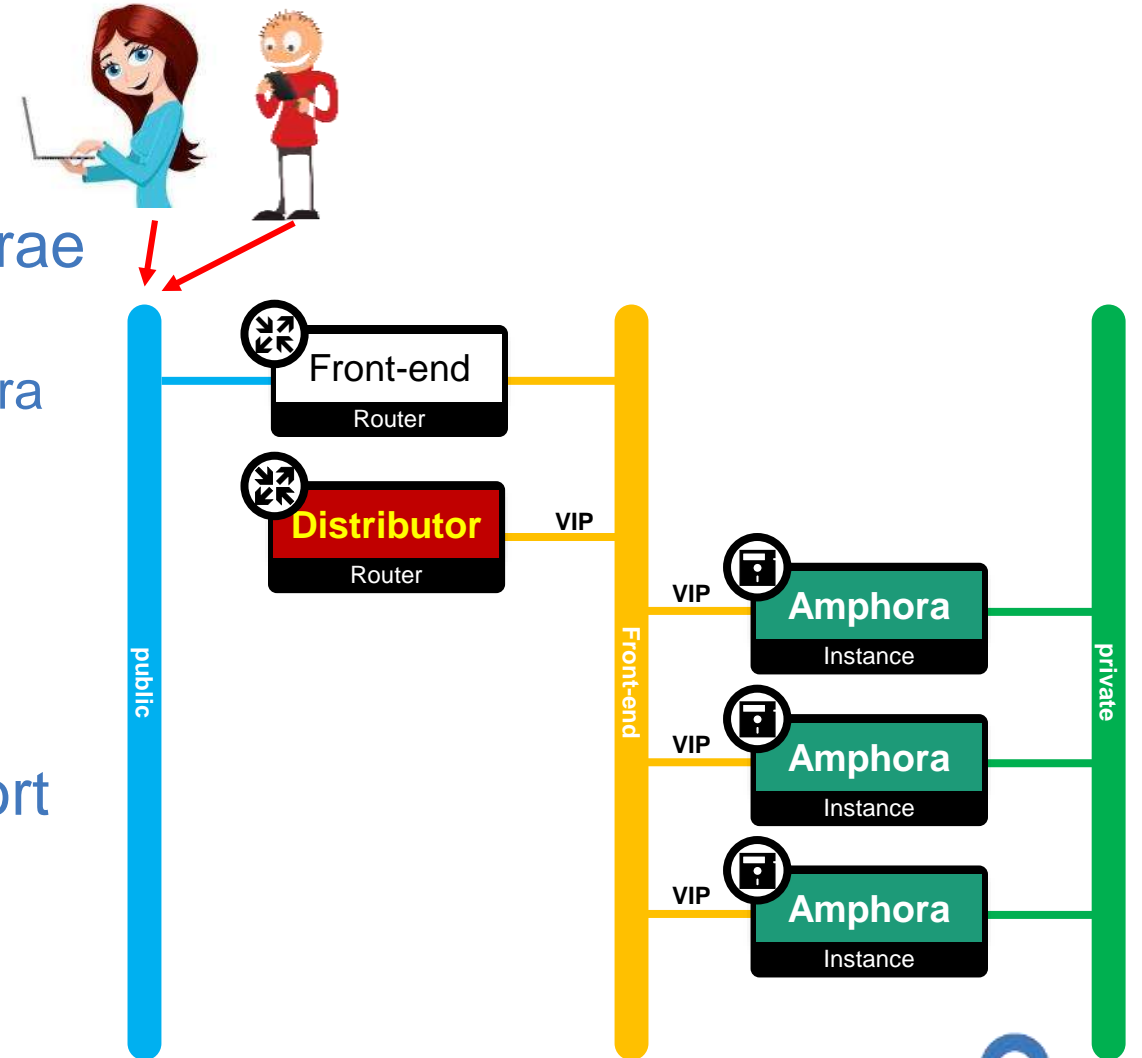 rae
ra
ort
Front-end
Router
Distributor
Router
VIP
public
Front-end
private
VIP
Amphora
Instance
VIP
Amphora
Instance
VIP
Amphora
Instance